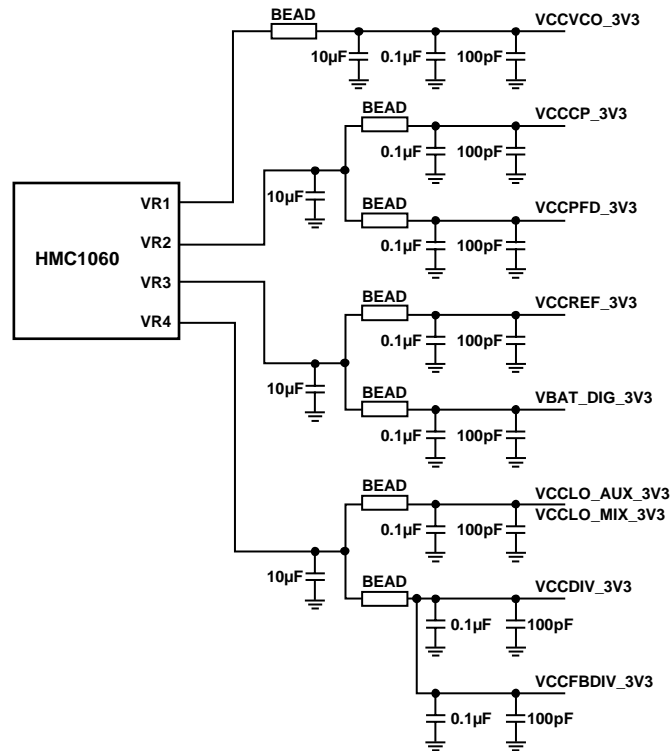 BEAD
VCCVCO_3V3
10µF
0.1µF
100pF
BEAD
VCCCP_3V3
0.1µF
100pF
10µF
BEAD
VCCPFD_3V3
0.1µF
100pF
HMC1060
VR1
VR2
VR3
VR4
BEAD
VCCREF_3V3
0.1µF
100pF
10µF
BEAD
VBAT_DIG_3V3
0.1µF
100pF
BEAD
VCCLO_AUX_3V3
VCCLO_MIX_3V3
0.1µF
100pF
10µF
BEAD
VCCDIV_3V3
0.1µF
100pF
VCCFBDIV_3V3
0.1µF
100pF